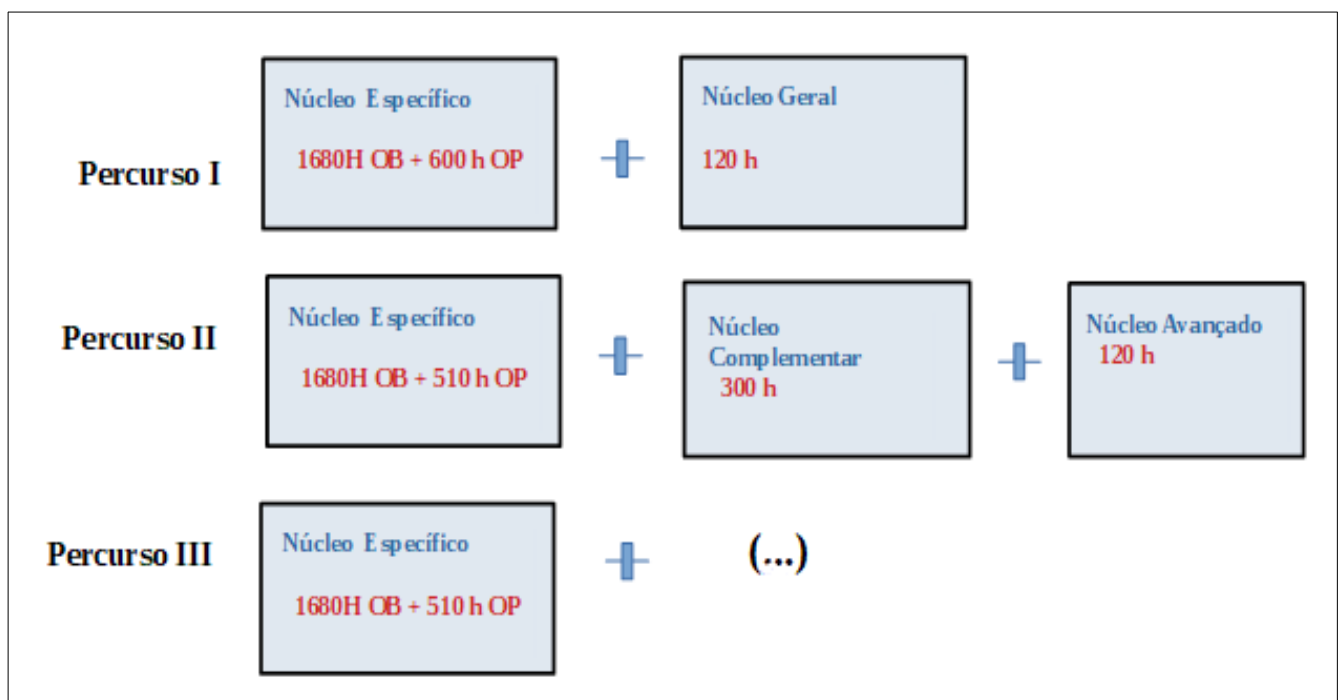 Percurso I
Núcleo Específico
1680H OB + 600 h OP
Núcleo Geral
120 h
Percurso II
Núcleo Específico
1680H OB + 510 h OP
Núcleo
Complementar
300 h
Núcleo Avançado
120 h
Percurso III
Núcleo Específico
1680H OB + 510 h OP
(...)